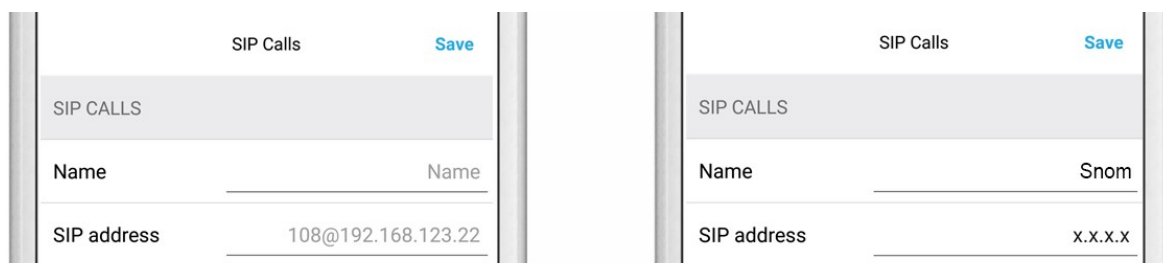 SIP Calls Save
SIP CALLS
Name Name
SIP address 108@192.168.123.22
SIP Calls Save
SIP CALLS
Name Snom
SIP address x.x.x.x